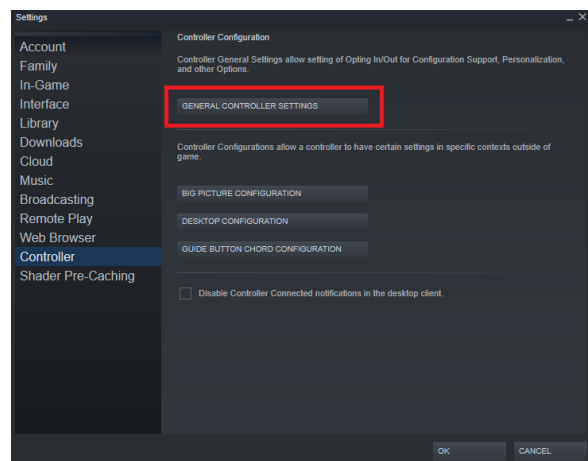 Settings
Account
Family
In-Game
Interface
Library
Downloads
Cloud
Music
Broadcasting
Remote Play
Web Browser
Controller
Shader Pre-Caching
Controller Configuration
Controller General Settings allow setting of Opting In/Out for Configuration Support, Personalization,
and other Options.
GENERAL CONTROLLER SETTINGS
Controller Configurations allow a controller to have certain settings in specific contexts outside of
game.
BIG PICTURE CONFIGURATION
DESKTOP CONFIGURATION
GUIDE BUTTON CHORD CONFIGURATION
Disable Controller Connected notifications in the desktop client.
OK
CANCEL